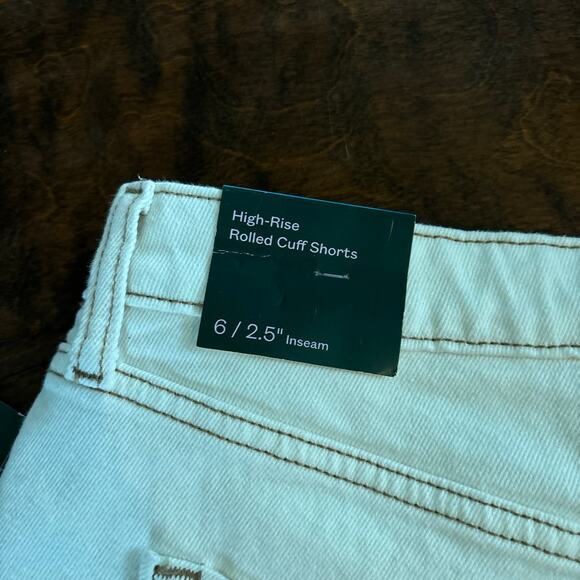 High-Rise
Rolled Cuff Shorts
6 / 2.5" Inseam